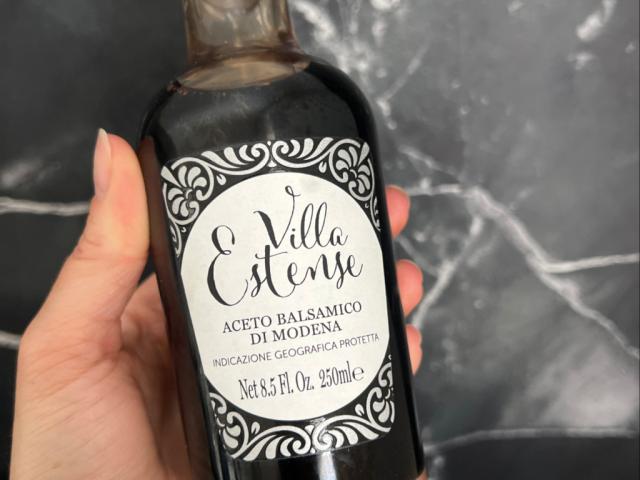 Villa
Estense
ACETO BALSAMICO
DI MODENA
INDICAZIONE GEOGRAFICA PROTETTA
Net 8.5 Fl. Oz. 250ml℮